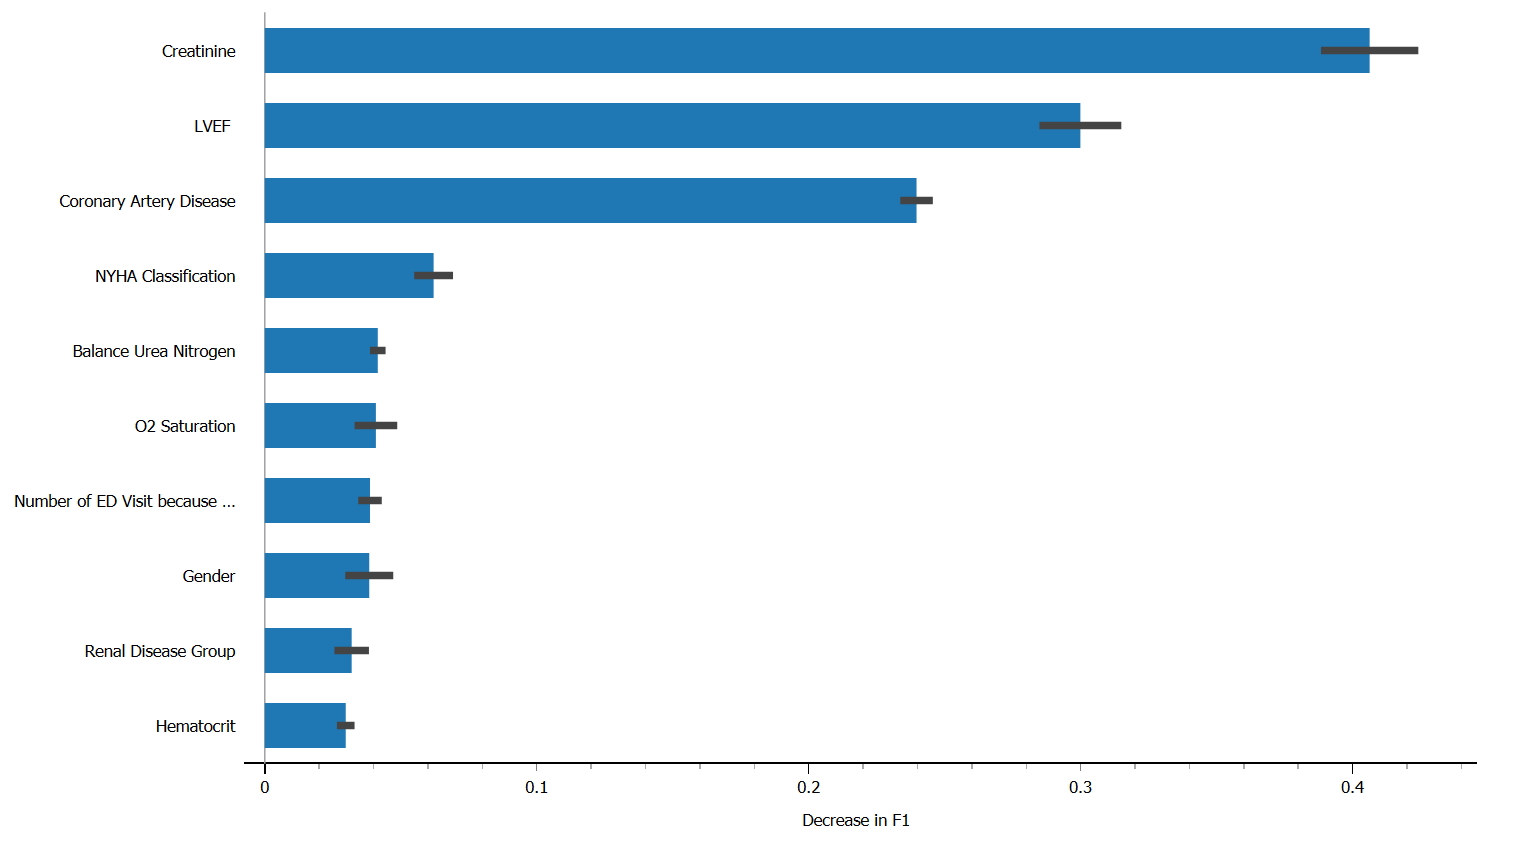 Creatinine
LVEF
Coronary Artery Disease
NYHA Classification
Balance Urea Nitrogen
O2 Saturation
Number of ED Visit because ...
Gender
Renal Disease Group
Hematocrit
0 0.1 0.2 0.3 0.4
Decrease in F1